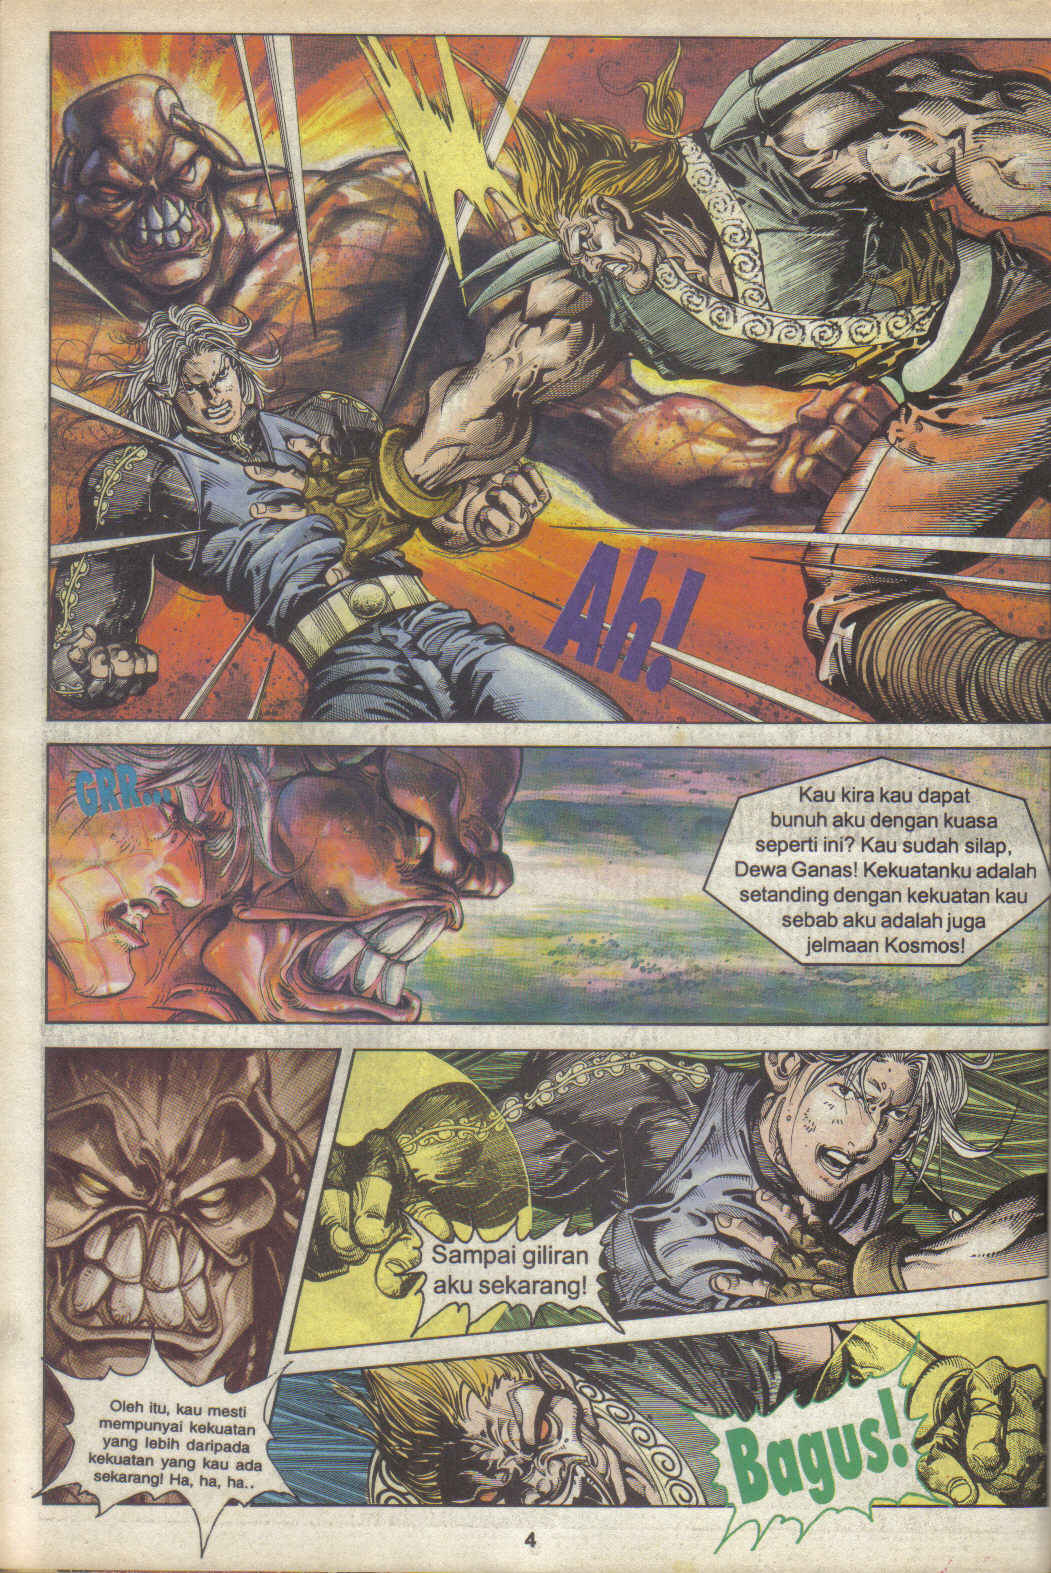 Ah!
GRR...
Kau kira kau dapat
bunuh aku dengan kuasa
seperti ini? Kau sudah silap,
Dewa Ganas! Kekuatanku adalah
setanding dengan kekuatan kau
sebab aku adalah juga
jelmaan Kosmos!
Sampai giliran
aku sekarang!
Oleh itu, kau mesti
mempunyai kekuatan
yang lebih daripada
kekuatan yang kau ada
sekarang! Ha, ha, ha..
Bagus!
4